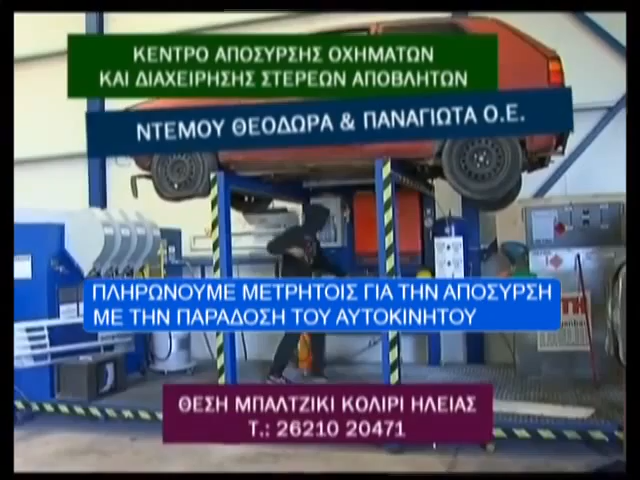 ΚΕΝΤΡΟ ΑΠΟΣΥΡΣΗΣ ΟΧΗΜΑΤΩΝ
ΚΑΙ ΔΙΑΧΕΙΡΗΣΗΣ ΣΤΕΡΕΩΝ ΑΠΟΒΛΗΤΩΝ
ΝΤΕΜΟΥ ΘΕΟΔΩΡΑ & ΠΑΝΑΓΙΩΤΑ Ο.Ε.
ΠΛΗΡΩΝΟΥΜΕ ΜΕΤΡΗΤΟΙΣ ΓΙΑ ΤΗΝ ΑΠΟΣΥΡΣΗ
ΜΕ ΤΗΝ ΠΑΡΑΔΟΣΗ ΤΟΥ ΑΥΤΟΚΙΝΗΤΟΥ
ΘΕΣΗ ΜΠΑΛΤΖΙΚΙ ΚΟΛΙΡΙ ΗΛΕΙΑΣ
Τ.: 26210 20471